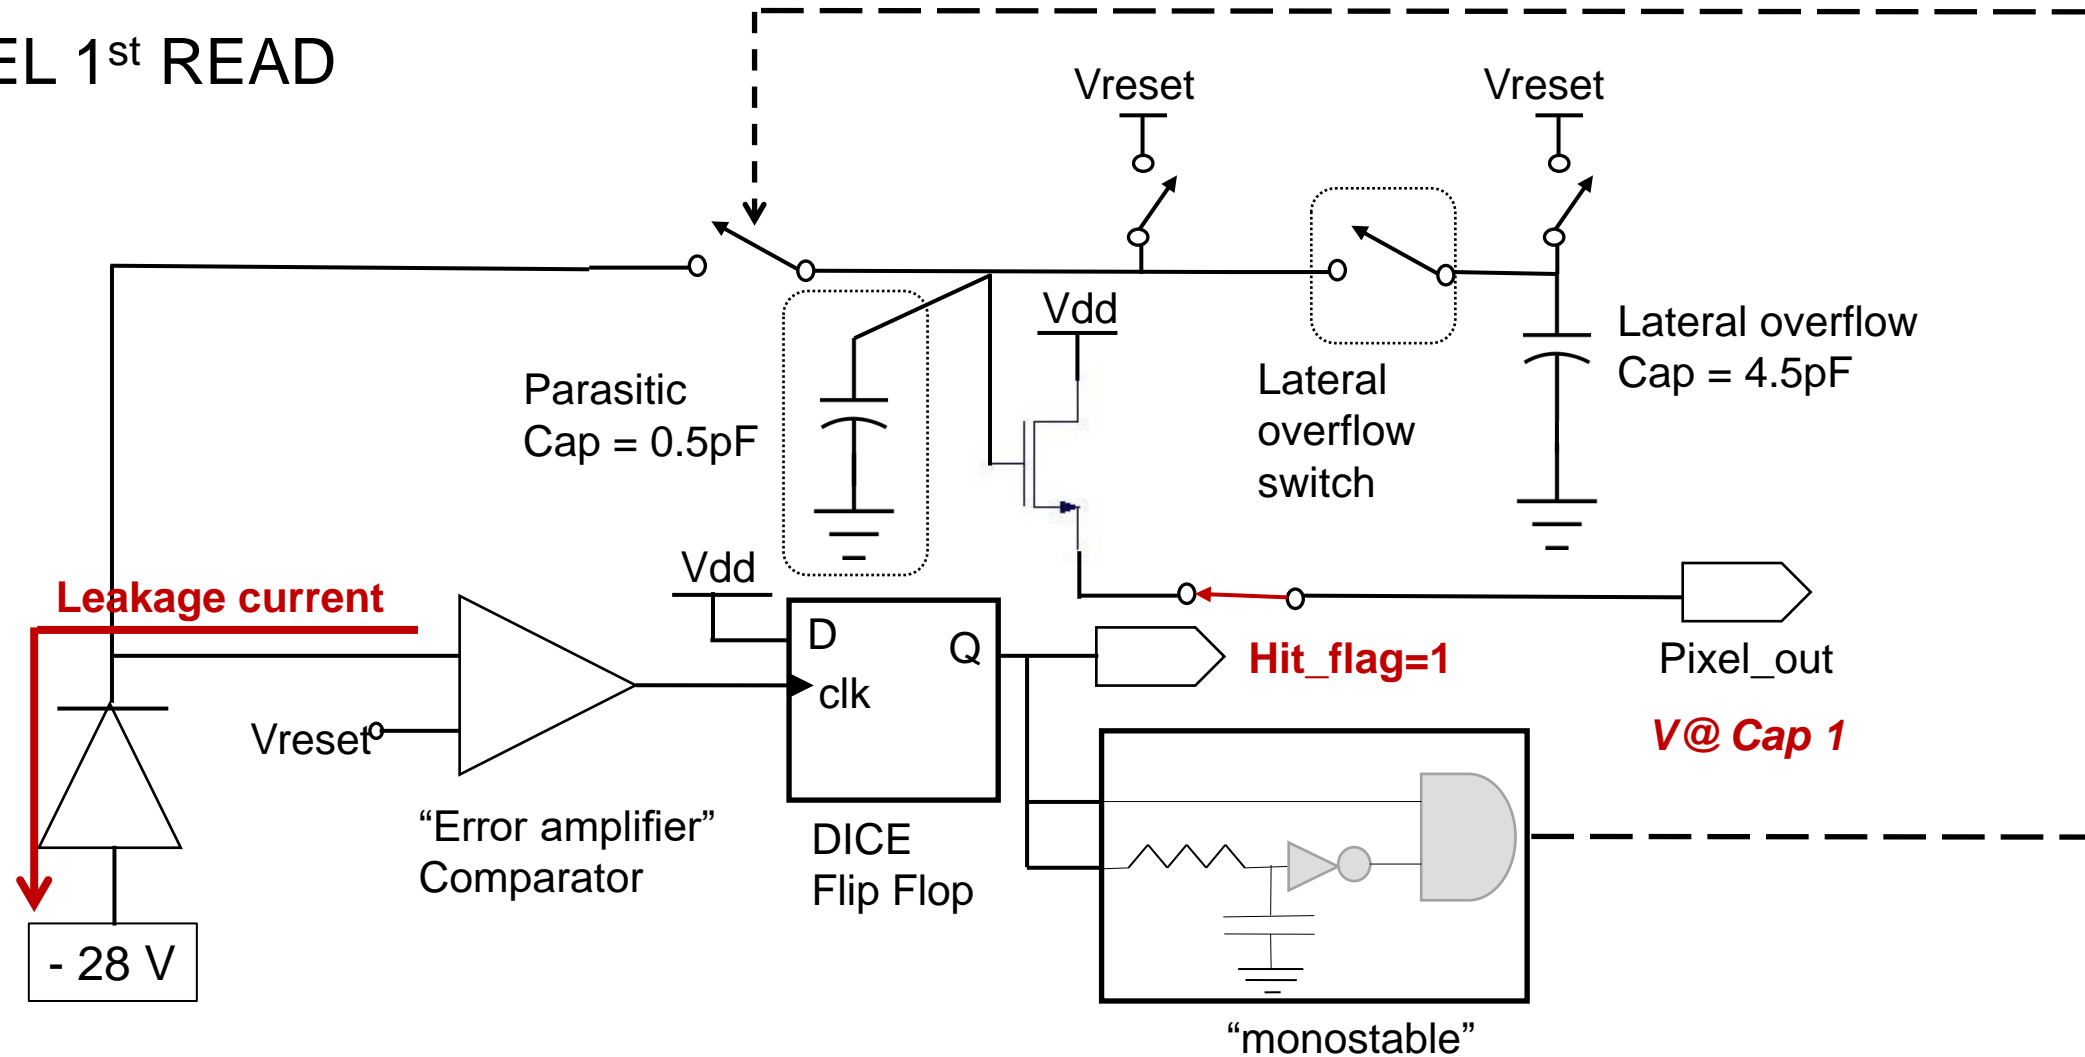 EL 1st READ
Vreset
Vreset
Vdd
Lateral overflow
Cap = 4.5pF
Parasitic
Cap = 0.5pF
Lateral
overflow
switch
Vdd
Leakage current
D
Q
clk
Hit_flag=1
Pixel_out
Vreset
V@ Cap 1
“Error amplifier”
Comparator
DICE
Flip Flop
- 28 V
“monostable”